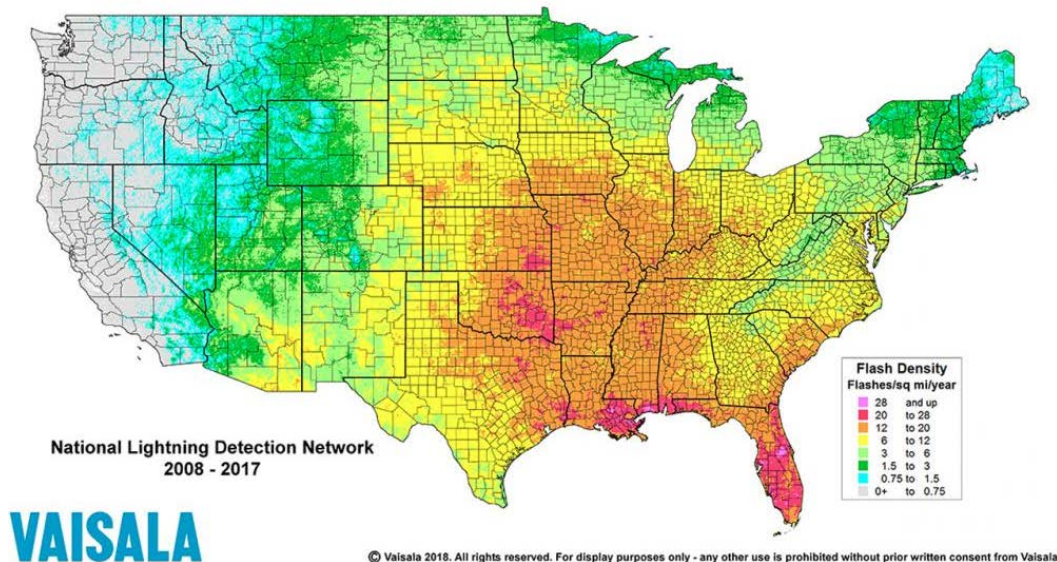 National Lightning Detection Network
2008 - 2017
Flash Density
Flashes/sq mi/year
28 and up
20 to 28
12 to 20
6 to 12
3 to 6
1.5 to 3
0.75 to 1.5
0+ to 0.75
VAISALA
© Vaisala 2018. All rights reserved. For display purposes only - any other use is prohibited without prior written consent from Vaisala